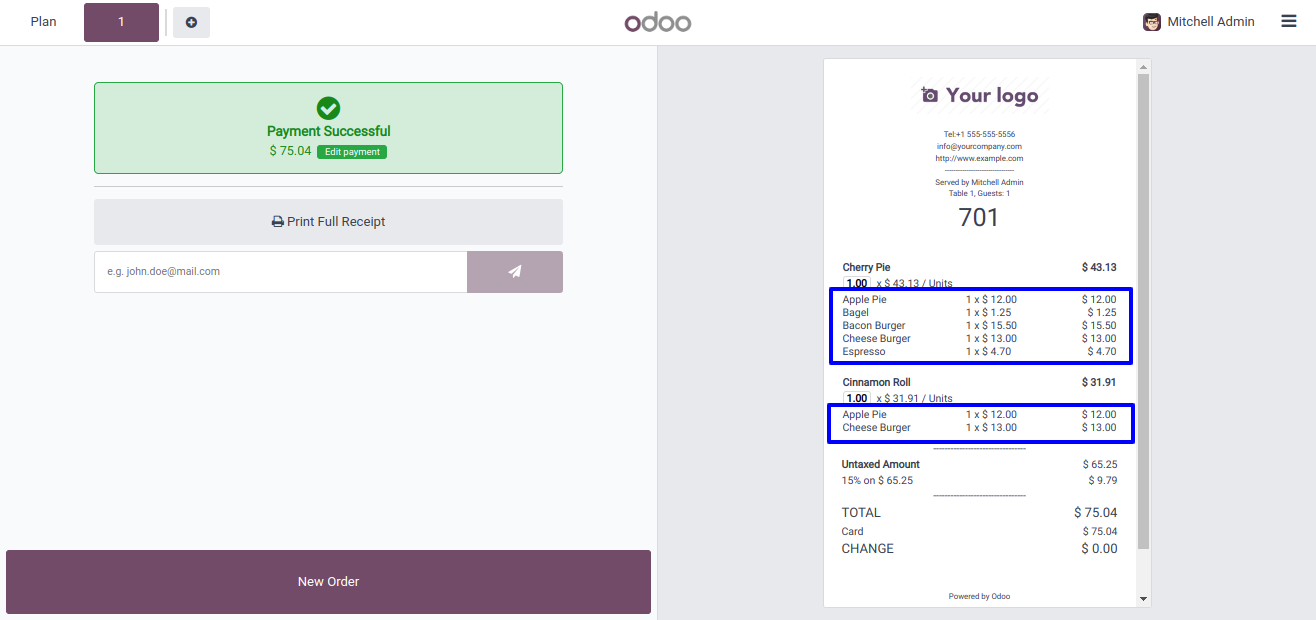 Plan 1 odoo Mitchell Admin
Payment Successful
$ 75.04 Edit payment
Print Full Receipt
e.g. john.doe@mail.com
New Order
Your logo
Tel:+1 555-555-5556
info@yourcompany.com
http://www.example.com
--------------------------------
Served by Mitchell Admin
Table 1, Guests: 1
701
Cherry Pie $ 43.13
1.00 x $ 43.13 / Units
Apple Pie 1 x $ 12.00 $ 12.00
Bagel 1 x $ 1.25 $ 1.25
Bacon Burger 1 x $ 15.50 $ 15.50
Cheese Burger 1 x $ 13.00 $ 13.00
Espresso 1 x $ 4.70 $ 4.70
Cinnamon Roll $ 31.91
1.00 x $ 31.91 / Units
Apple Pie 1 x $ 12.00 $ 12.00
Cheese Burger 1 x $ 13.00 $ 13.00
--------------------------------
Untaxed Amount $ 65.25
15% on $ 65.25 $ 9.79
--------------------------------
TOTAL $ 75.04
Card $ 75.04
CHANGE $ 0.00
Powered by Odoo